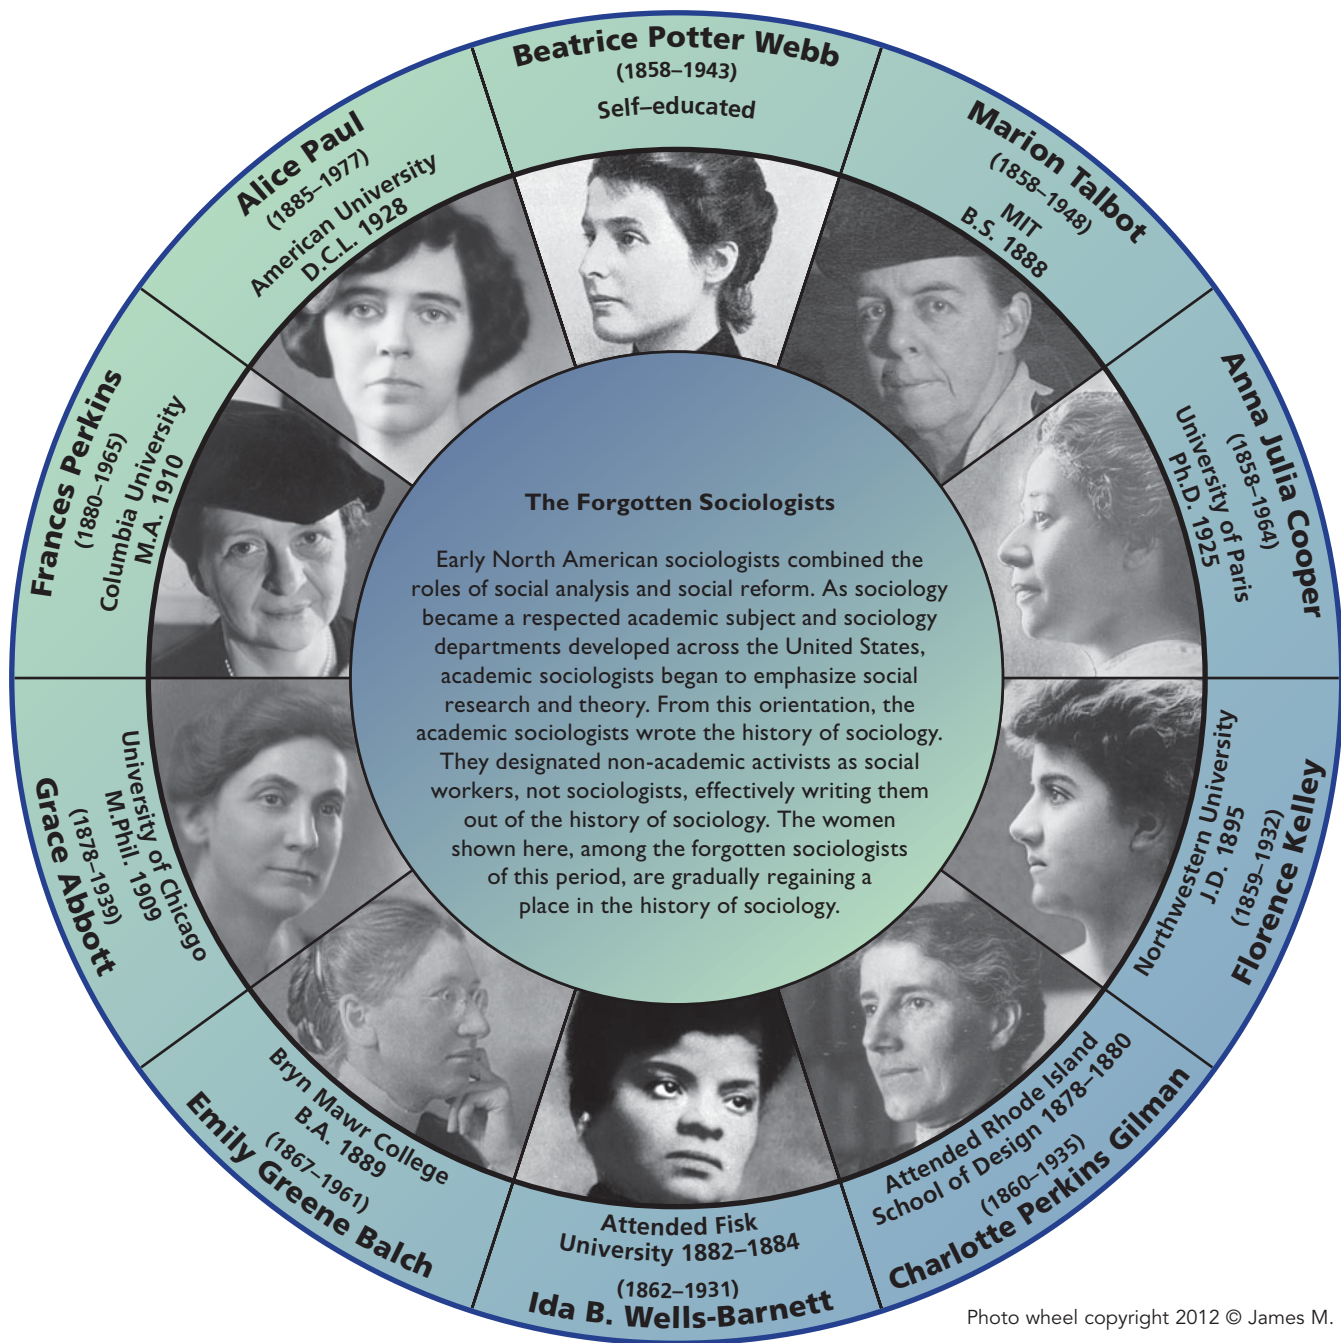 Beatrice Potter Webb
(1858–1943)
Self–educated
Marion Talbot
(1858–1948)
MIT
B.S. 1888
Anna Julia Cooper
(1858–1964)
University of Paris
Ph.D. 1925
Northwestern University
J.D. 1895
(1859–1932)
Florence Kelley
Attended Rhode Island
School of Design 1878–1880
(1860–1935)
Charlotte Perkins Gilman
Attended Fisk
University 1882–1884
(1862–1931)
Ida B. Wells-Barnett
Bryn Mawr College
B.A. 1889
(1867–1961)
Emily Greene Balch
University of Chicago
M.Phil. 1909
(1878–1939)
Grace Abbott
Frances Perkins
(1880–1965)
Columbia University
M.A. 1910
Alice Paul
(1885–1977)
American University
D.C.L. 1928
The Forgotten Sociologists
Early North American sociologists combined the
roles of social analysis and social reform. As sociology
became a respected academic subject and sociology
departments developed across the United States,
academic sociologists began to emphasize social
research and theory. From this orientation, the
academic sociologists wrote the history of sociology.
They designated non-academic activists as social
workers, not sociologists, effectively writing them
out of the history of sociology. The women
shown here, among the forgotten sociologists
of this period, are gradually regaining a
place in the history of sociology.
Photo wheel copyright 2012 © James M.